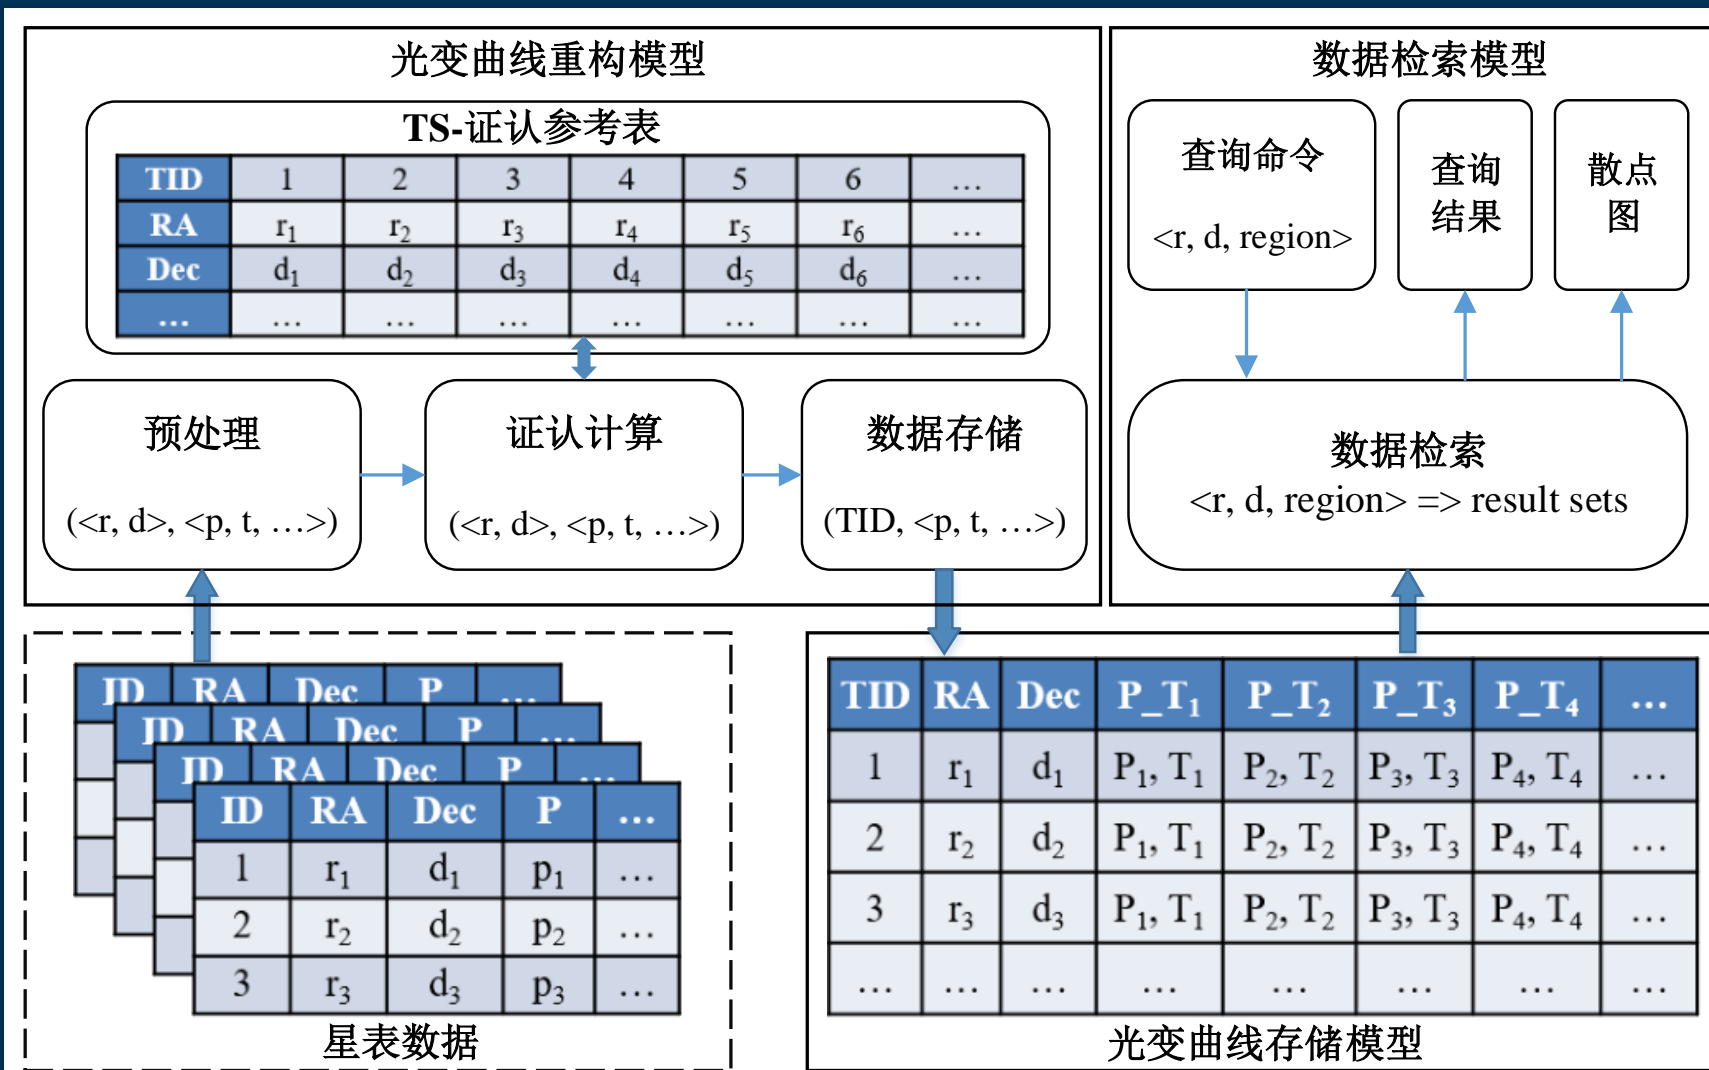 光变曲线重构模型
TS-证认参考表
TID 1 2 3 4 5 6 …
RA r₁ r₂ r₃ r₄ r₅ r₆ …
Dec d₁ d₂ d₃ d₄ d₅ d₆ …
… … … … … … … …
预处理
(<r, d>, <p, t, …>)
证认计算
(<r, d>, <p, t, …>)
数据存储
(TID, <p, t, …>)
数据检索模型
查询命令
<r, d, region>
查询
结果
散点
图
数据检索
<r, d, region> => result sets
ID RA Dec P …
ID RA Dec P …
ID RA Dec P …
ID RA Dec P …
1 r₁ d₁ p₁ …
2 r₂ d₂ p₂ …
3 r₃ d₃ p₃ …
星表数据
TID RA Dec P_T₁ P_T₂ P_T₃ P_T₄ …
1 r₁ d₁ P₁, T₁ P₂, T₂ P₃, T₃ P₄, T₄ …
2 r₂ d₂ P₁, T₁ P₂, T₂ P₃, T₃ P₄, T₄ …
3 r₃ d₃ P₁, T₁ P₂, T₂ P₃, T₃ P₄, T₄ …
… … … … … … … …
光变曲线存储模型